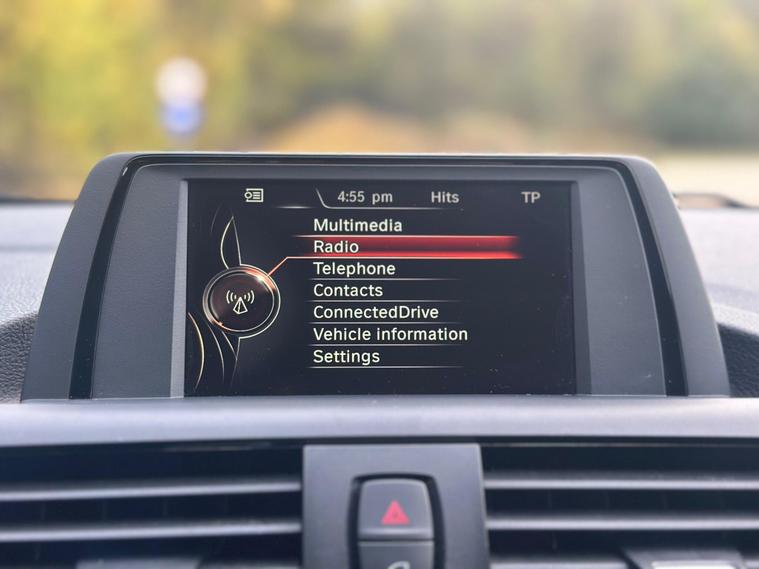 4:55 pm Hits TP
Multimedia
Radio
Telephone
Contacts
ConnectedDrive
Vehicle information
Settings